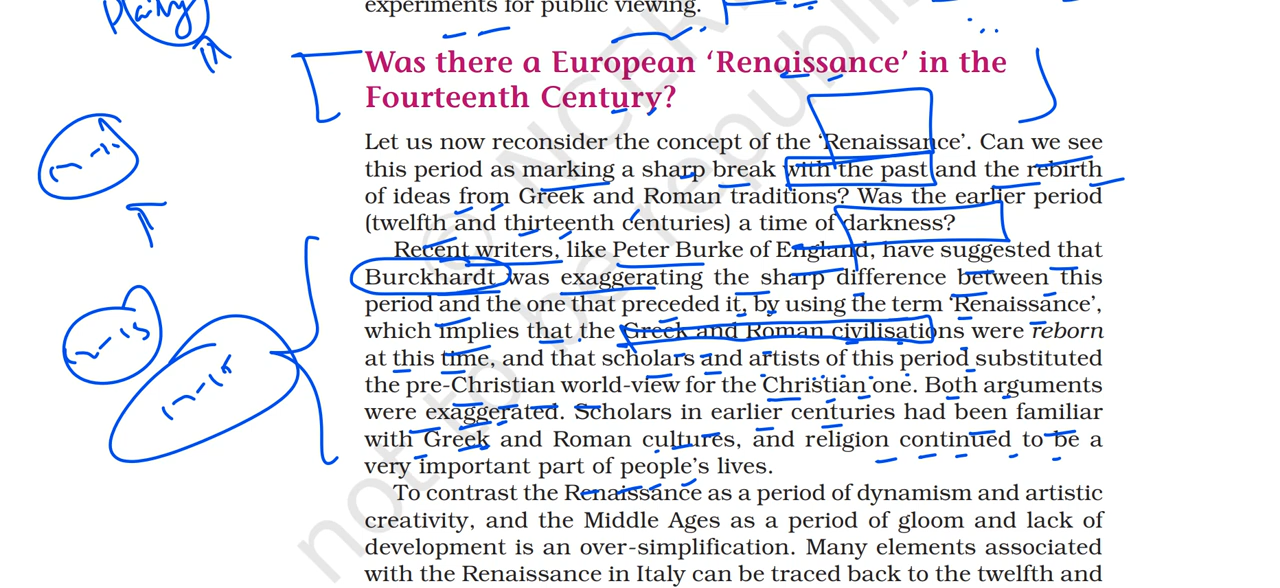 plainy
experiments for public viewing.
Was there a European ‘Renaissance’ in the
Fourteenth Century?
Let us now reconsider the concept of the ‘Renaissance’. Can we see
this period as marking a sharp break with the past and the rebirth
of ideas from Greek and Roman traditions? Was the earlier period
(twelfth and thirteenth centuries) a time of darkness?
Recent writers, like Peter Burke of England, have suggested that
Burckhardt was exaggerating the sharp difference between this
period and the one that preceded it, by using the term ‘Renaissance’,
which implies that the Greek and Roman civilisations were reborn
at this time, and that scholars and artists of this period substituted
the pre-Christian world-view for the Christian one. Both arguments
were exaggerated. Scholars in earlier centuries had been familiar
with Greek and Roman cultures, and religion continued to be a
very important part of people’s lives.
To contrast the Renaissance as a period of dynamism and artistic
creativity, and the Middle Ages as a period of gloom and lack of
development is an over-simplification. Many elements associated
with the Renaissance in Italy can be traced back to the twelfth and
© NCER
not to be republi